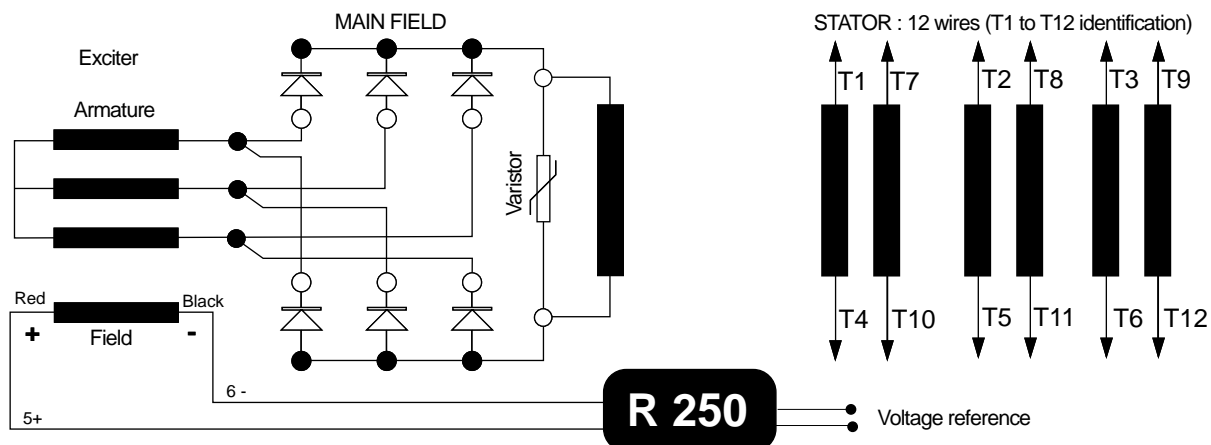 MAIN FIELD
STATOR : 12 wires (T1 to T12 identification)
Exciter
Armature
T1 T7 T2 T8 T3 T9
Varistor
Red Black
+ -
Field
T4 T10 T5 T11 T6 T12
6 -
5+
R 250
Voltage reference